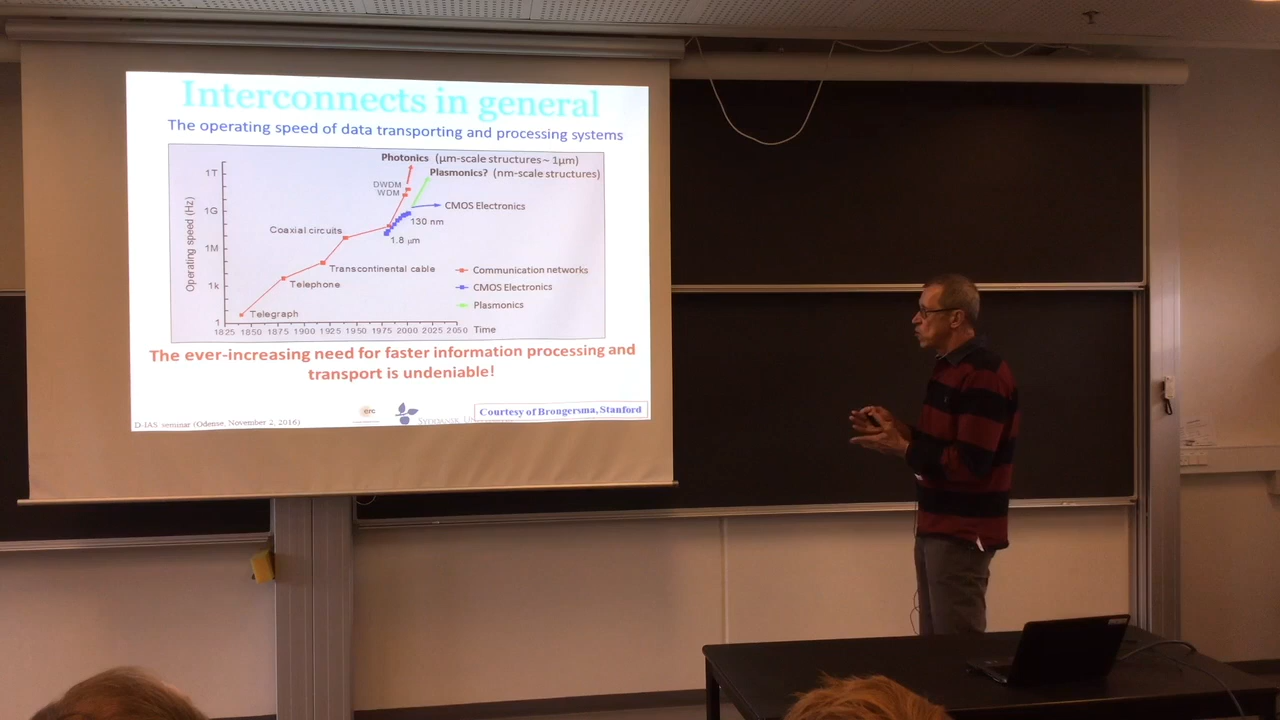 Interconnects in general
The operating speed of data transporting and processing systems
Photonics (μm-scale structures ~ 1μm)
Plasmonics? (nm-scale structures)
DWDM
WDM
CMOS Electronics
130 nm
1.8 μm
Coaxial circuits
Transcontinental cable
Telephone
Telegraph
Operating speed (Hz)
1T
1G
1M
1k
1
1825 1850 1875 1900 1925 1950 1975 2000 2025 2050 Time
Communication networks
CMOS Electronics
Plasmonics
The ever-increasing need for faster information processing and
transport is undeniable!
D-IAS seminar (Odense, November 2, 2016)
erc
Syddansk
Courtesy of Brongersma, Stanford